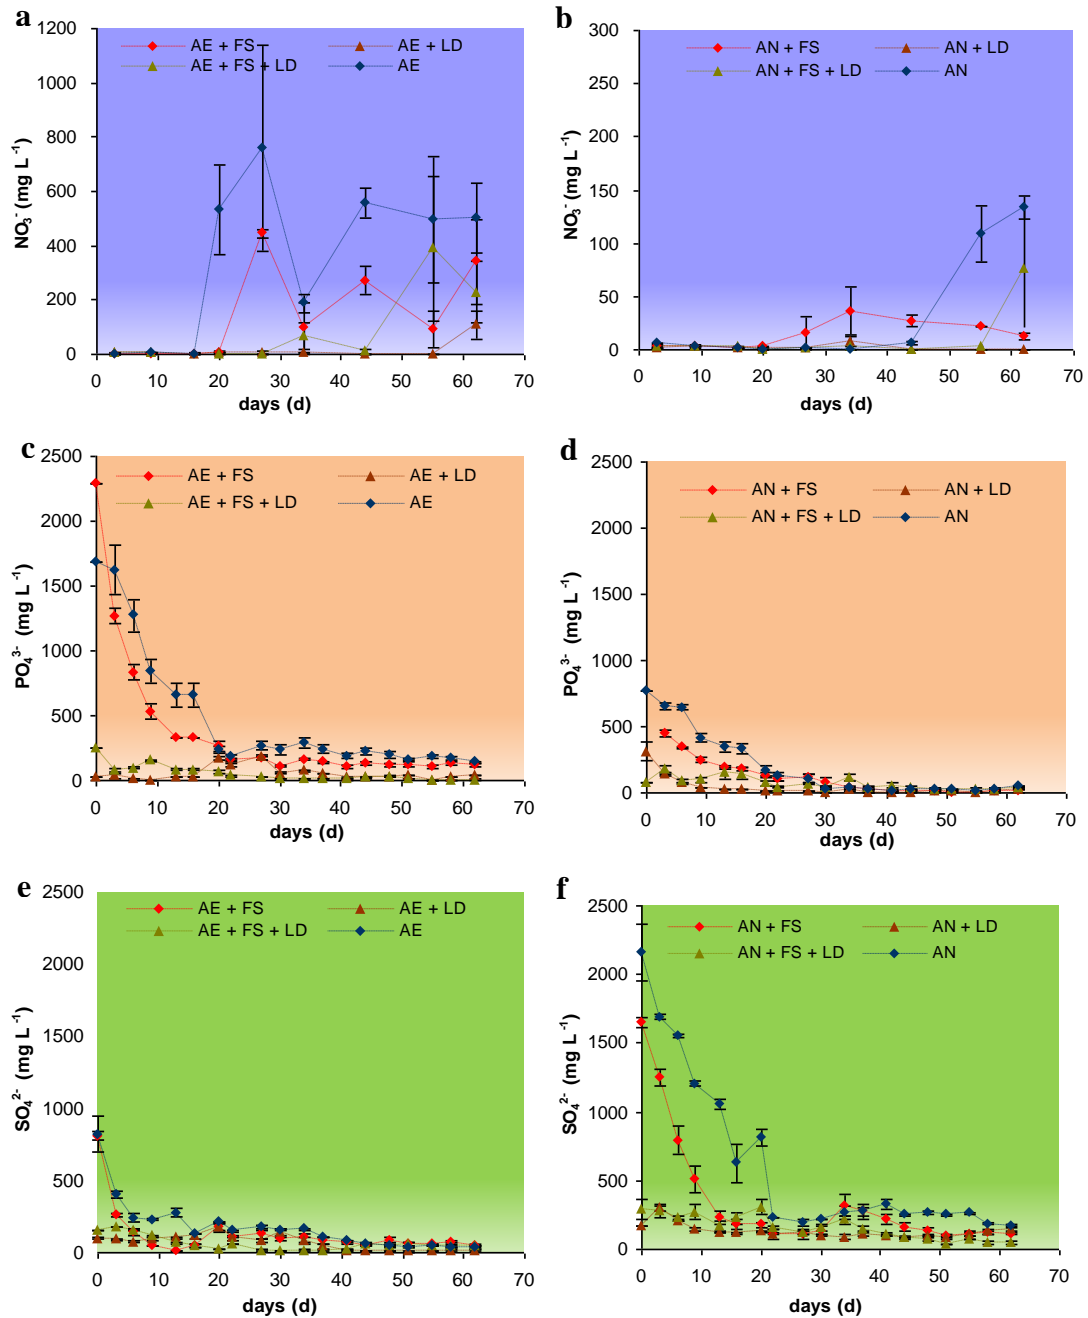 a
1200
1000
800
600
400
200
0
NO₃⁻ (mg L⁻¹)
AE + FS
AE + LD
AE + FS + LD
AE
0 10 20 30 40 50 60 70
days (d)
b
300
250
200
150
100
50
0
NO₃⁻ (mg L⁻¹)
AN + FS
AN + LD
AN + FS + LD
AN
0 10 20 30 40 50 60 70
days (d)
c
2500
2000
1500
1000
500
0
PO₄³⁻ (mg L⁻¹)
AE + FS
AE + LD
AE + FS + LD
AE
0 10 20 30 40 50 60 70
days (d)
d
2500
2000
1500
1000
500
0
PO₄³⁻ (mg L⁻¹)
AN + FS
AN + LD
AN + FS + LD
AN
0 10 20 30 40 50 60 70
days (d)
e
2500
2000
1500
1000
500
0
SO₄²⁻ (mg L⁻¹)
AE + FS
AE + LD
AE + FS + LD
AE
0 10 20 30 40 50 60 70
days (d)
f
2500
2000
1500
1000
500
0
SO₄²⁻ (mg L⁻¹)
AN + FS
AN + LD
AN + FS + LD
AN
0 10 20 30 40 50 60 70
days (d)